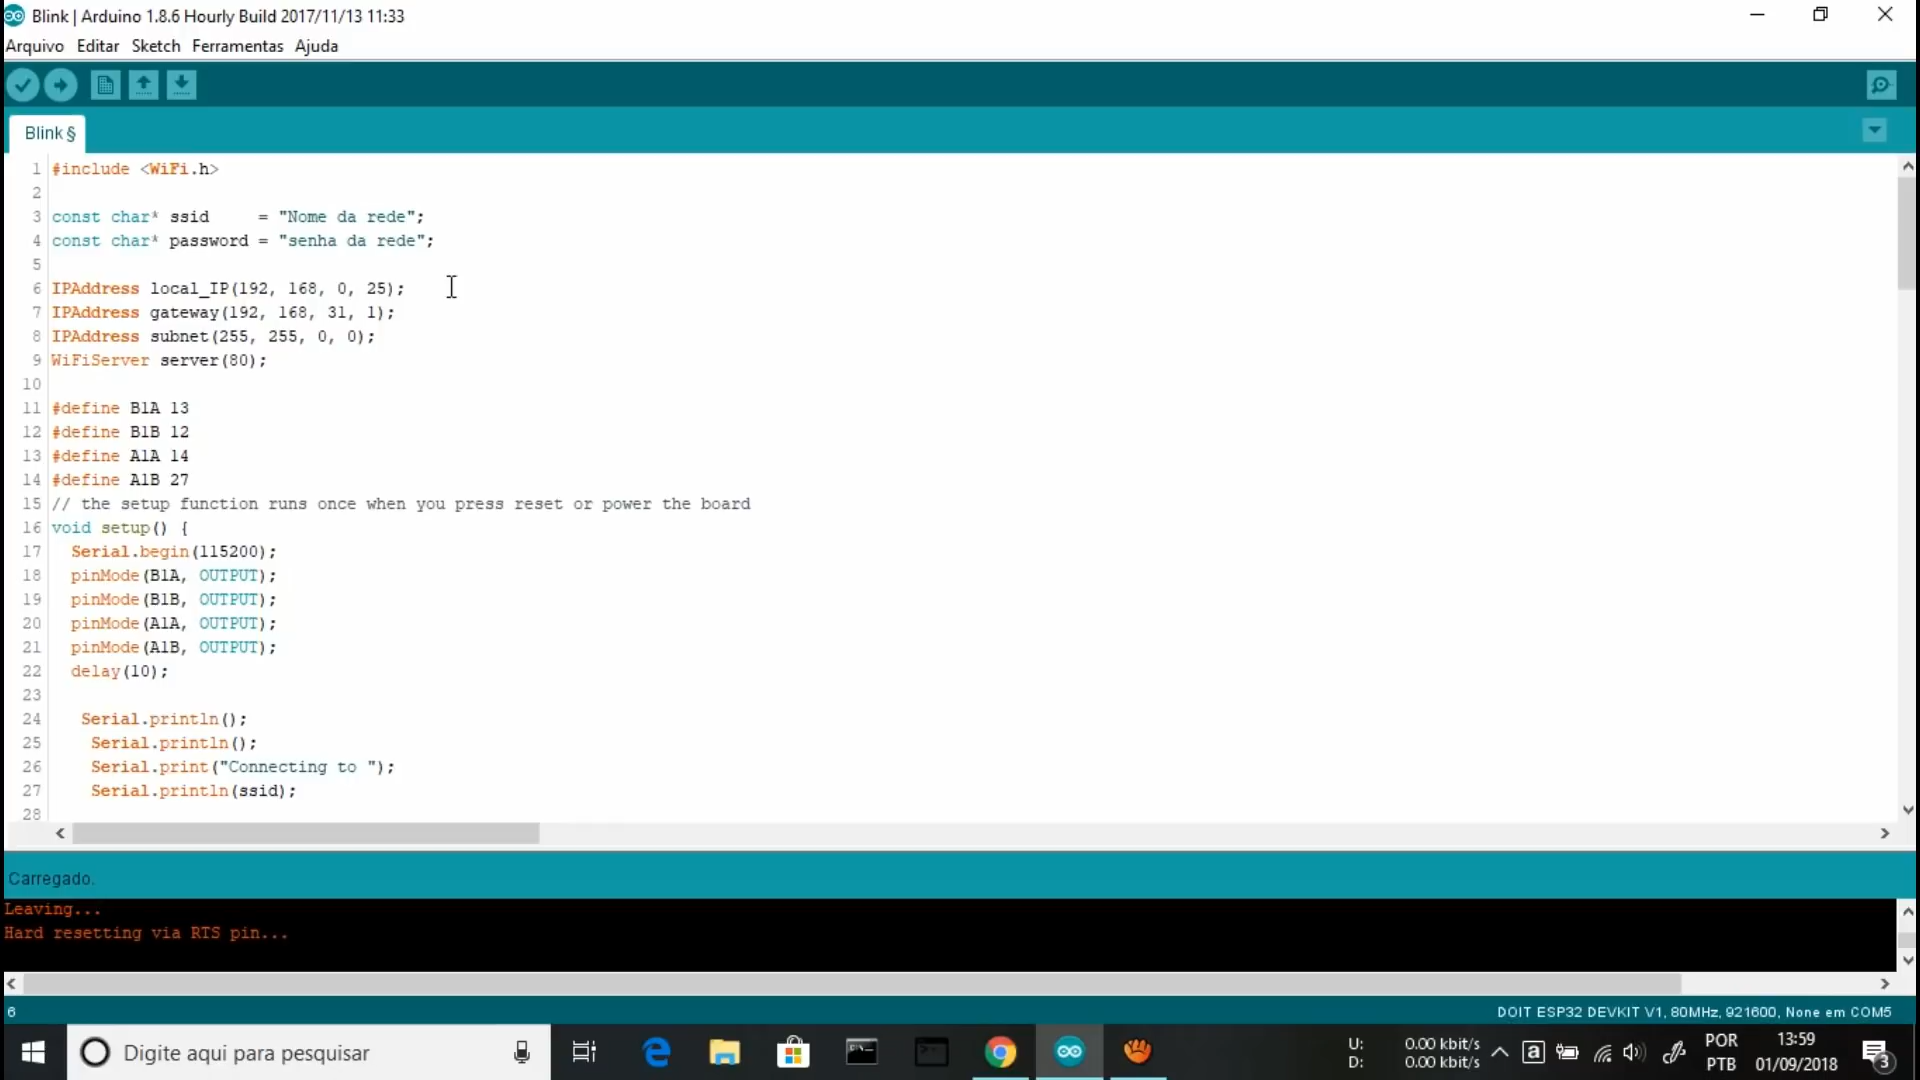 Blink | Arduino 1.8.6 Hourly Build 2017/11/13 11:33
Arquivo Editar Sketch Ferramentas Ajuda
Blink §
1 #include <WiFi.h>
2
3 const char* ssid     = "Nome da rede";
4 const char* password = "senha da rede";
5
6 IPAddress local_IP(192, 168, 0, 25);
7 IPAddress gateway(192, 168, 31, 1);
8 IPAddress subnet(255, 255, 0, 0);
9 WiFiServer server(80);
10
11 #define B1A 13
12 #define B1B 12
13 #define A1A 14
14 #define A1B 27
15 // the setup function runs once when you press reset or power the board
16 void setup() {
17   Serial.begin(115200);
18   pinMode(B1A, OUTPUT);
19   pinMode(B1B, OUTPUT);
20   pinMode(A1A, OUTPUT);
21   pinMode(A1B, OUTPUT);
22   delay(10);
23
24    Serial.println();
25     Serial.println();
26     Serial.print("Connecting to ");
27     Serial.println(ssid);
28
Carregado.
Leaving...
Hard resetting via RTS pin...
6 DOIT ESP32 DEVKIT V1, 80MHz, 921600, None em COM5
Digite aqui para pesquisar
U: 0.00 kbit/s
D: 0.00 kbit/s
a
POR
PTB
13:59
01/09/2018
3